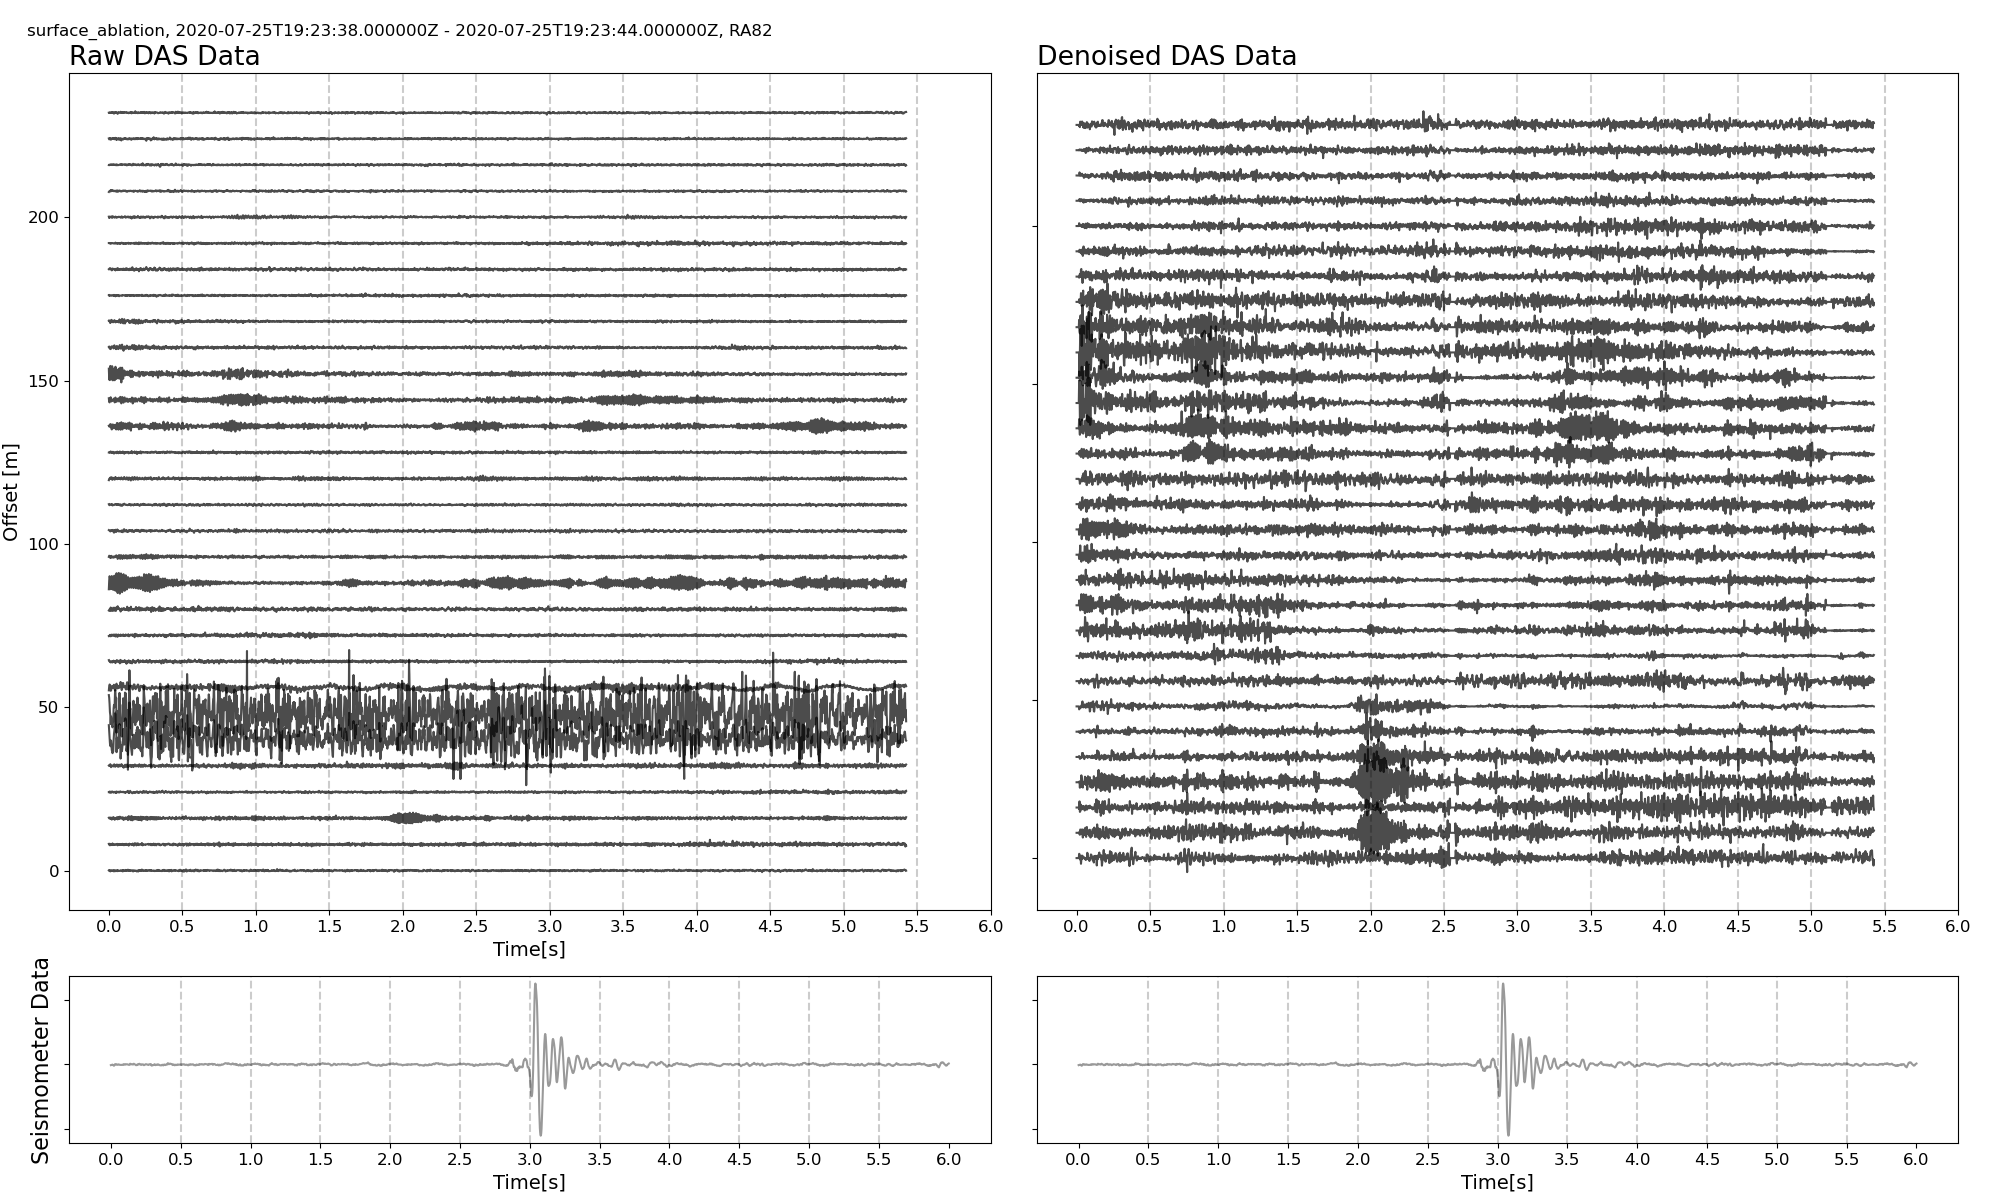 surface_ablation, 2020-07-25T19:23:38.000000Z - 2020-07-25T19:23:44.000000Z, RA82
Raw DAS Data
Denoised DAS Data
Offset [m]
200
150
100
50
0
0.0 0.5 1.0 1.5 2.0 2.5 3.0 3.5 4.0 4.5 5.0 5.5 6.0
Time[s]
0.0 0.5 1.0 1.5 2.0 2.5 3.0 3.5 4.0 4.5 5.0 5.5 6.0
Seismometer Data
0.0 0.5 1.0 1.5 2.0 2.5 3.0 3.5 4.0 4.5 5.0 5.5 6.0
Time[s]
0.0 0.5 1.0 1.5 2.0 2.5 3.0 3.5 4.0 4.5 5.0 5.5 6.0
Time[s]